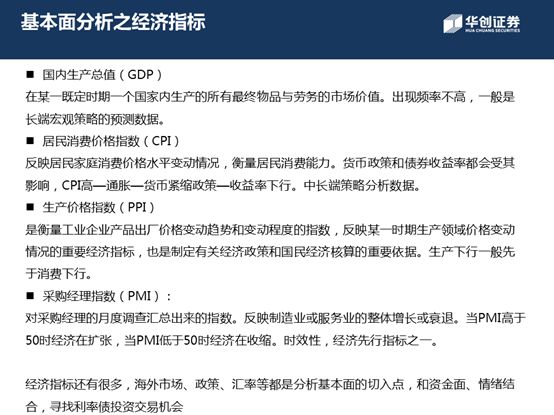 基本面分析之经济指标
华创证券
HUA CHUANG SECURITIES
■ 国内生产总值（GDP）
在某一既定时期一个国家内生产的所有最终物品与劳务的市场价值。出现频率不高，一般是
长端宏观策略的预测数据。
■ 居民消费价格指数（CPI）
反映居民家庭消费价格水平变动情况，衡量居民消费能力。货币政策和债券收益率都会受其
影响，CPI高—通胀—货币紧缩政策—收益率下行。中长端策略分析数据。
■ 生产价格指数（PPI）
是衡量工业企业产品出厂价格变动趋势和变动程度的指数，反映某一时期生产领域价格变动
情况的重要经济指标，也是制定有关经济政策和国民经济核算的重要依据。生产下行一般先
于消费下行。
■ 采购经理指数（PMI）：
对采购经理的月度调查汇总出来的指数。反映制造业或服务业的整体增长或衰退。当PMI高于
50时经济在扩张，当PMI低于50时经济在收缩。时效性，经济先行指标之一。
经济指标还有很多，海外市场、政策、汇率等都是分析基本面的切入点，和资金面、情绪结
合，寻找利率债投资交易机会